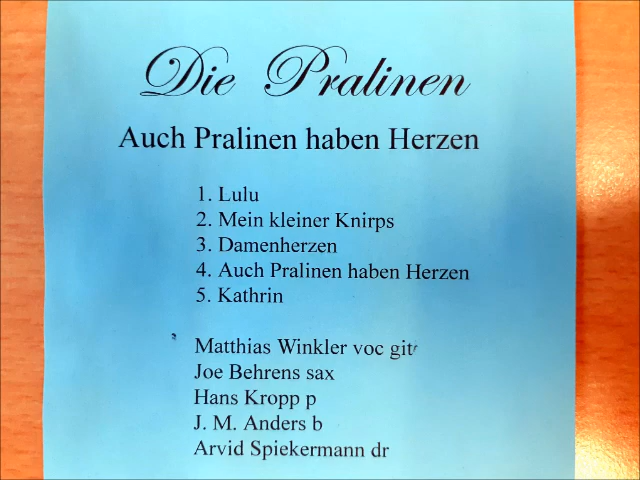 Die Pralinen
Auch Pralinen haben Herzen
1. Lulu
2. Mein kleiner Knirps
3. Damenherzen
4. Auch Pralinen haben Herzen
5. Kathrin
Matthias Winkler voc gitr
Joe Behrens sax
Hans Kropp p
J. M. Anders b
Arvid Spiekermann dr